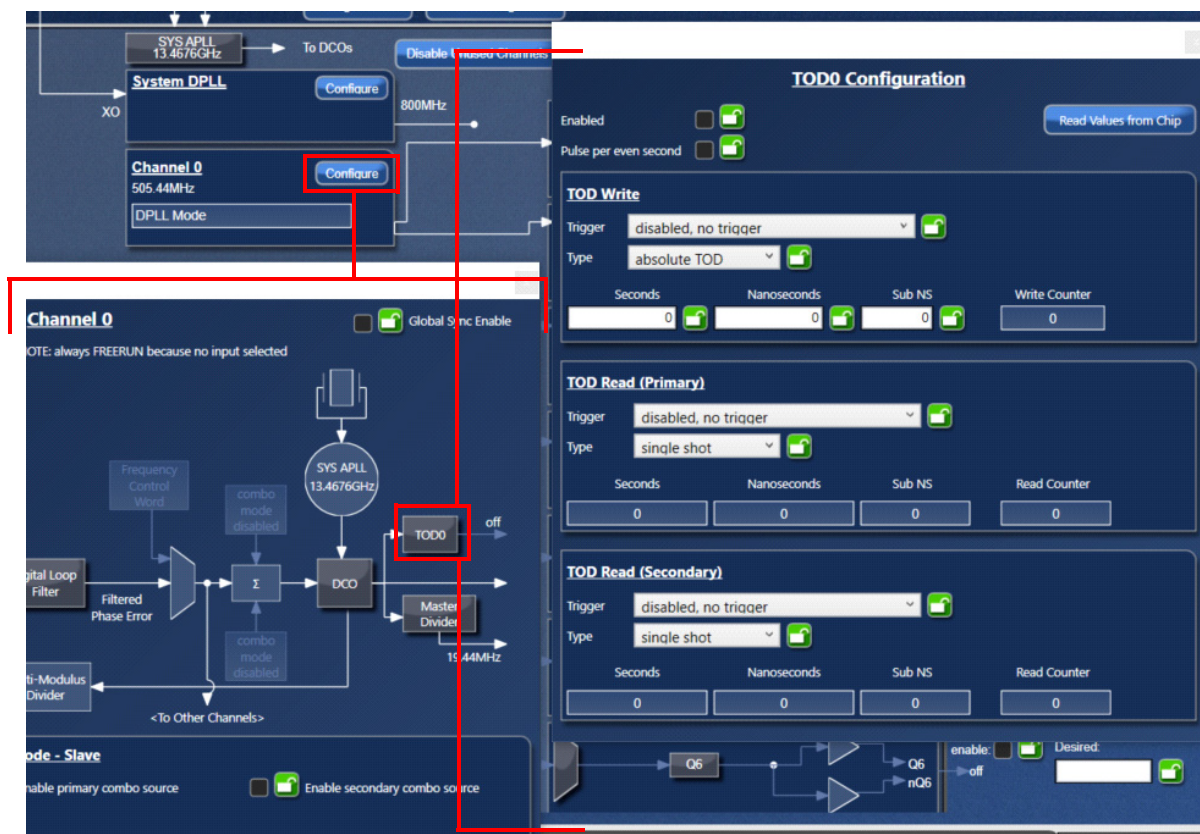 SYS APLL
13.4676GHz
To DCOs
Disable Unused Channels
System DPLL
Configure
XO
800MHz
Channel 0
Configure
505.44MHz
DPLL Mode
Channel 0
Global Sync Enable
NOTE: always FREERUN because no input selected
SYS APLL
13.4676GHz
Frequency
Control
Word
combo
mode
disabled
TOD0
off
Digital Loop
Filter
Filtered
Phase Error
Σ
DCO
Master
Divider
19.44MHz
combo
mode
disabled
ti-Modulus
Divider
<To Other Channels>
ode - Slave
nable primary combo source
Enable secondary combo source
TOD0 Configuration
Enabled
Read Values from Chip
Pulse per even second
TOD Write
Trigger disabled, no trigger
Type absolute TOD
Seconds Nanoseconds Sub NS Write Counter
0 0 0 0
TOD Read (Primary)
Trigger disabled, no trigger
Type single shot
Seconds Nanoseconds Sub NS Read Counter
0 0 0 0
TOD Read (Secondary)
Trigger disabled, no trigger
Type single shot
Seconds Nanoseconds Sub NS Read Counter
0 0 0 0
Q6
Q6
nQ6
enable:
off
Desired: